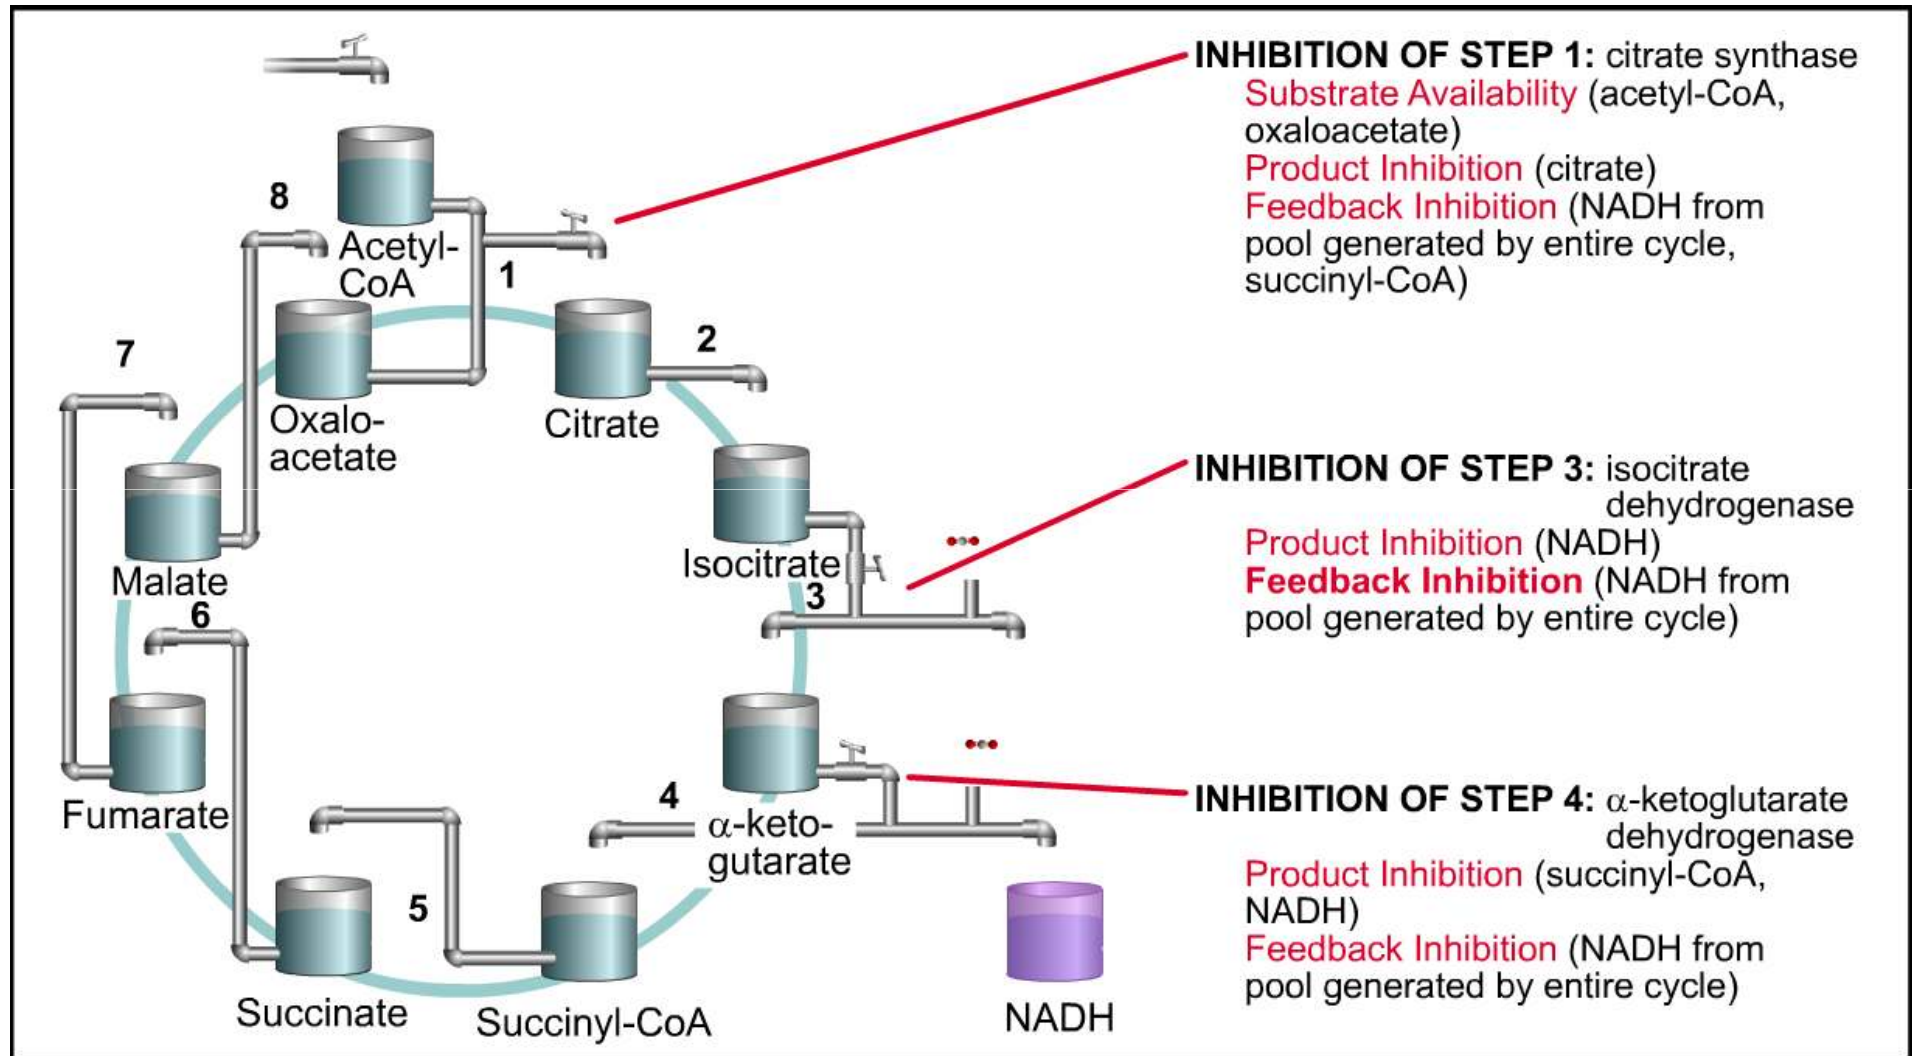 INHIBITION OF STEP 1: citrate synthase
Substrate Availability (acetyl-CoA,
oxaloacetate)
Product Inhibition (citrate)
Feedback Inhibition (NADH from
pool generated by entire cycle,
succinyl-CoA)
8
Acetyl-
CoA
1
2
7
Oxalo-
acetate
Citrate
INHIBITION OF STEP 3: isocitrate
dehydrogenase
Product Inhibition (NADH)
Feedback Inhibition (NADH from
pool generated by entire cycle)
Isocitrate
Malate
3
6
4
Fumarate
α-keto-
gutarate
INHIBITION OF STEP 4: α-ketoglutarate
dehydrogenase
Product Inhibition (succinyl-CoA,
NADH)
Feedback Inhibition (NADH from
pool generated by entire cycle)
5
Succinate
Succinyl-CoA
NADH